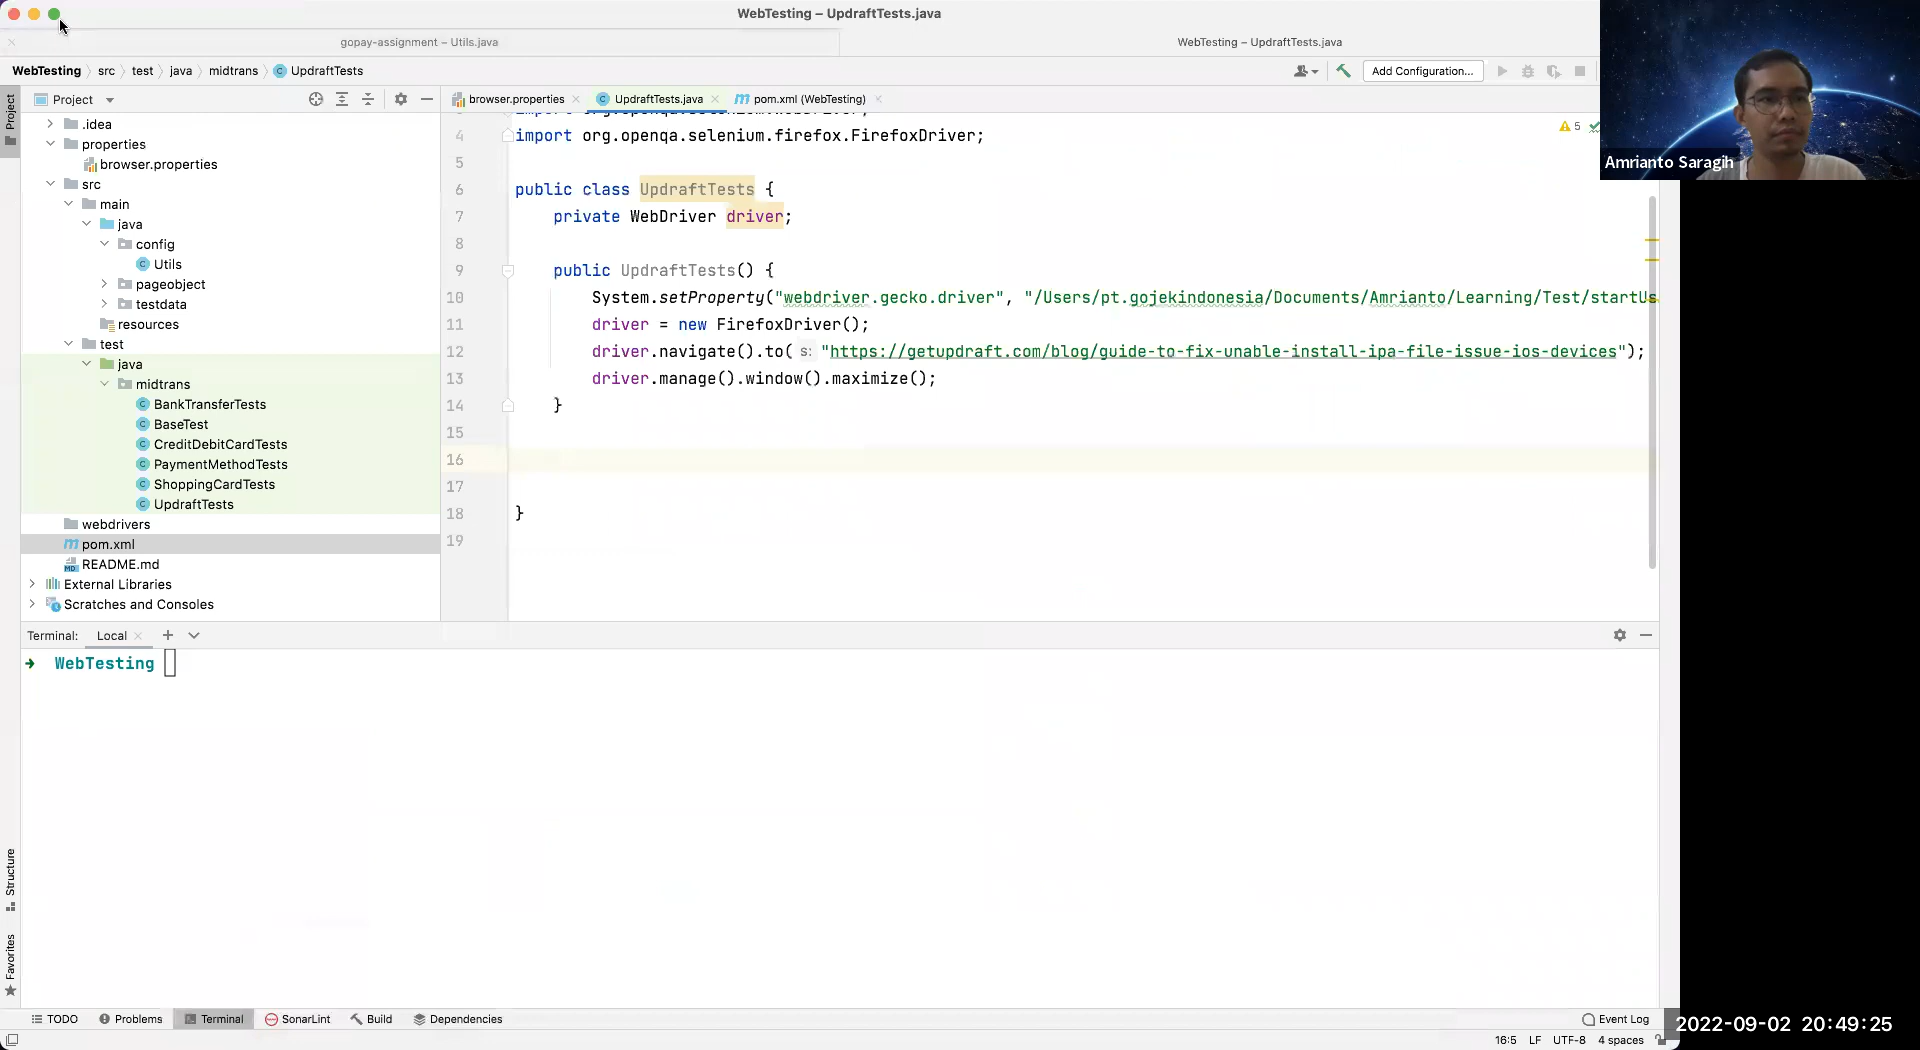 WebTesting – UpdraftTests.java
gopay-assignment – Utils.java
WebTesting – UpdraftTests.java
WebTesting
src
test
java
midtrans
UpdraftTests
Add Configuration...
Project
Project
browser.properties
UpdraftTests.java
pom.xml (WebTesting)
.idea
properties
browser.properties
src
main
java
config
Utils
pageobject
testdata
resources
test
java
midtrans
BankTransferTests
BaseTest
CreditDebitCardTests
PaymentMethodTests
ShoppingCardTests
UpdraftTests
webdrivers
pom.xml
README.md
External Libraries
Scratches and Consoles
4 import org.openqa.selenium.firefox.FirefoxDriver;
5
6 public class UpdraftTests {
7 private WebDriver driver;
8
9 public UpdraftTests() {
10 System.setProperty("webdriver.gecko.driver", "/Users/pt.gojekindonesia/Documents/Amrianto/Learning/Test/startUs
11 driver = new FirefoxDriver();
12 driver.navigate().to( s: "https://getupdraft.com/blog/guide-to-fix-unable-install-ipa-file-issue-ios-devices");
13 driver.manage().window().maximize();
14 }
15
16
17
18 }
19
5
Amrianto Saragih
Terminal: Local
WebTesting
Structure
Favorites
TODO
Problems
Terminal
SonarLint
Build
Dependencies
Event Log
16:5 LF UTF-8 4 spaces
2022-09-02 20:49:25